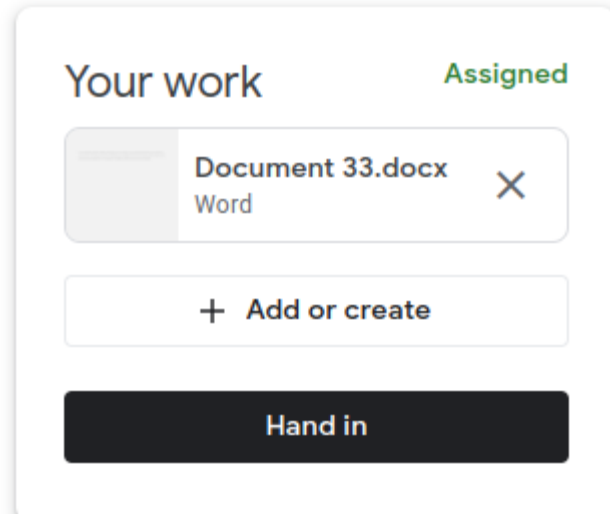 Your work
Assigned
Document 33.docx
Word
+ Add or create
Hand in